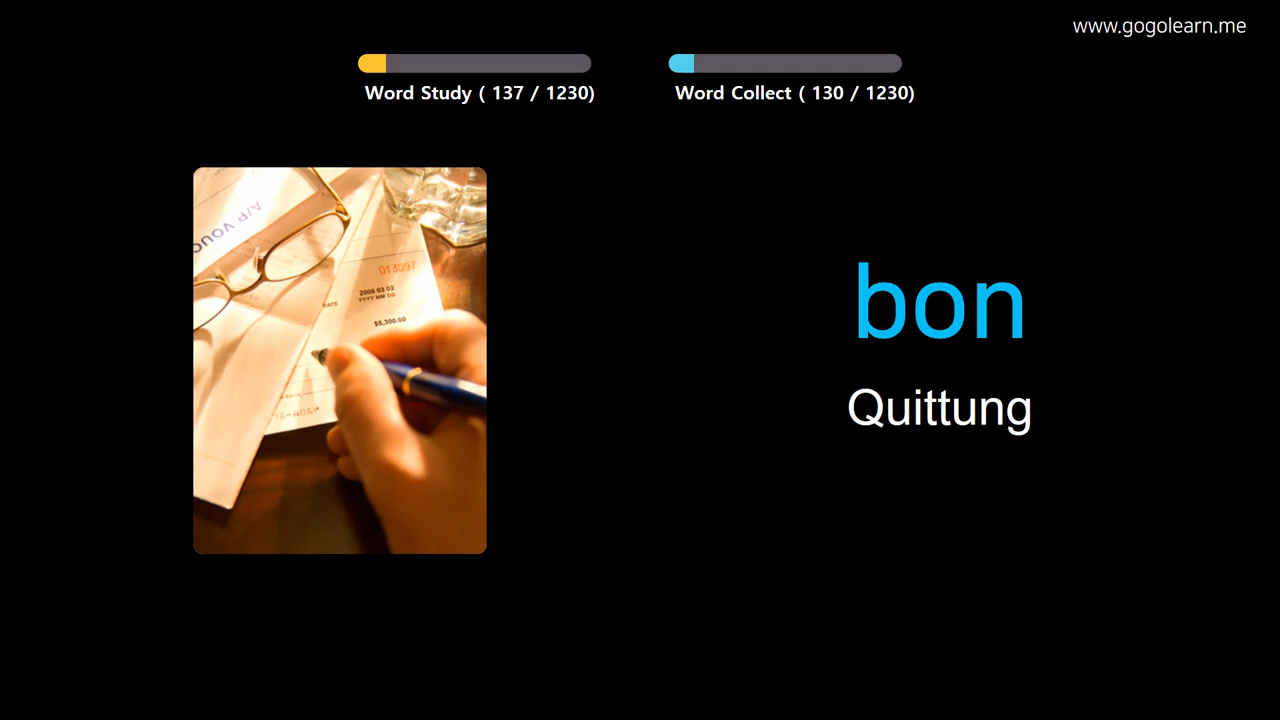 www.gogolearn.me
Word Study ( 137 / 1230)
Word Collect ( 130 / 1230)
A/P VOUC
013097
DATE
2006 03 02
YYYY MM DD
$5,300.00
bon
Quittung